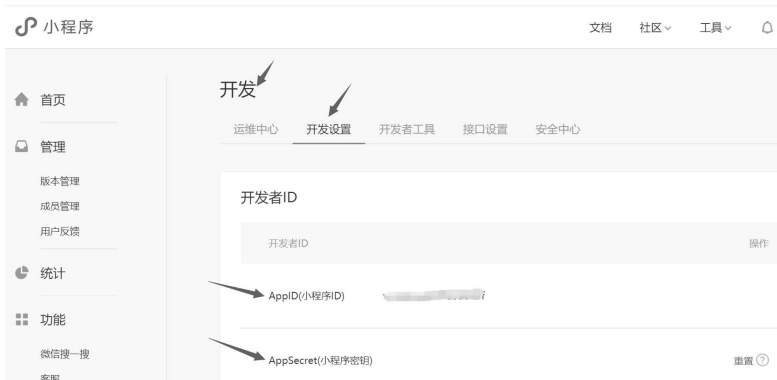 小程序
文档 社区 工具
首页
管理
版本管理
成员管理
用户反馈
统计
功能
微信搜一搜
客服
开发
运维中心 开发设置 开发者工具 接口设置 安全中心
开发者ID
开发者ID 操作
AppID(小程序ID)
AppSecret(小程序密钥) 重置 ?